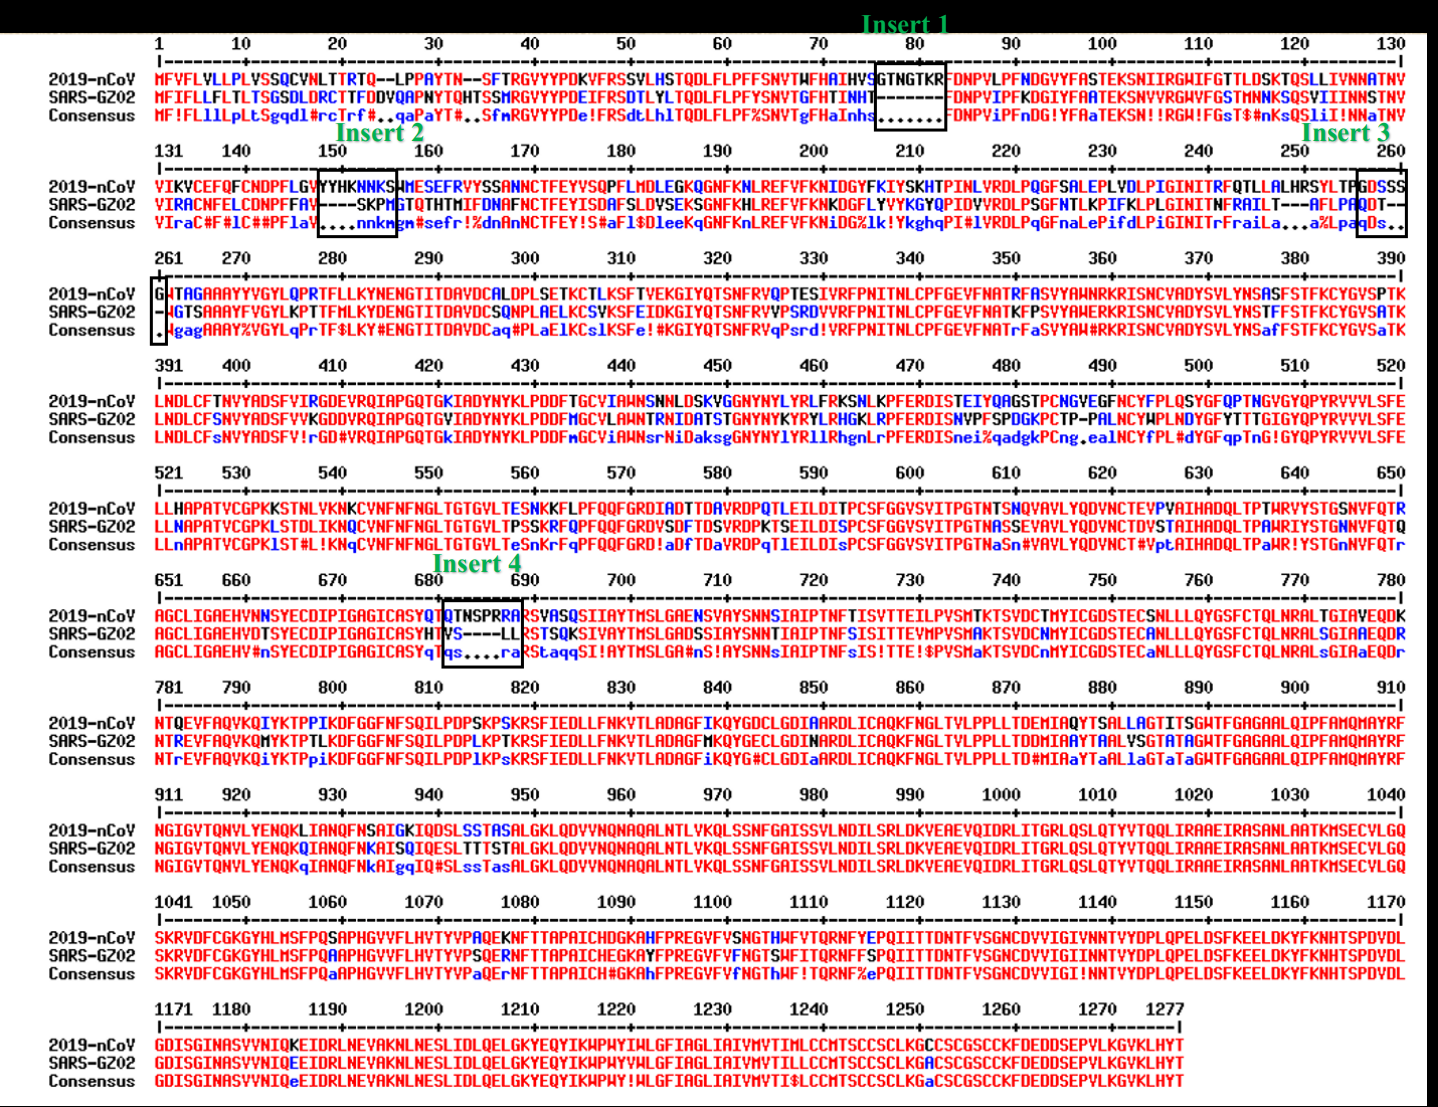 Insert 1
1 10 20 30 40 50 60 70 80 90 100 110 120 130
2019-nCoV MFVFLVLLPLVSSQCVNLTTRTQ--LPPAYTN--SFTRGVYYPDKVFRSSVLHSTQDLFLPFFSNVTWFHAIHVSGTNGTKRFDNPVLPFNDGVYFASTEKSNIIRGWIFGTTLDSKTQSLLIVNNATNV
SARS-GZ02 MFIFLLFLTLTSGSDLDRCTTFDDVQAPNYTQHTSSMRGVYYPDEIFRSDTLYLTQDLFLPFYSNVTGFHTINHT-------FDNPVIPFKDGIYFAATEKSNVVRGWVFGSTMNNKSQSVIIINNSTNV
Consensus MF!FLllLpLtSgqdl#rcTrf#..qaPaYT#..SfmRGVYYPDe!FRSdtLhlTQDLFLPF%SNVTgFHaInhs.......FDNPViPFnDG!YFAaTEKSN!!RGW!FGsT$#nKsQSliI!NNaTNV
Insert 2 Insert 3
131 140 150 160 170 180 190 200 210 220 230 240 250 260
2019-nCoV VIKVCEFQFCNDPFLGVYYHKNNKSWMESEFRVYSSANNCTFEYVSQPFLMDLEGKQGNFKNLREFVFKNIDGYFKIYSKHTPINLVRDLPQGFSALEPLVDLPIGINITRFQTLLALHRSYLTPGDSSS
SARS-GZ02 VIRACNFELCDNPFFAV----SKPMGTQTHTMIFDNAFNCTFEYISDAFSLDVSEKSGNFKHLREFVFKNKDGFLYVYKGYQPIDVVRDLPSGFNTLKPIFKLPLGINITNFRAILT---AFLPAQDT--
Consensus VIraC#F#lC##PFlaV....nnkmgm#sefr!%dnAnNCTFEY!S#aFl$DleeKqGNFKnLREFVFKNiDG%lk!YkghqPI#lVRDLPqGFnaLePifdLPiGINITrFraiLa...a%LpaqDs..
261 270 280 290 300 310 320 330 340 350 360 370 380 390
2019-nCoV GWTAGAAAYYVGYLQPRTFLLKYNENGTITDAVDCALDPLSETKCTLKSFTVEKGIYQTSNFRVQPTESIVRFPNITNLCPFGEVFNATRFASVYAWNRKRISNCVADYSVLYNSASFSTFKCYGVSPTK
SARS-GZ02 -WGTSAAAYFVGYLKPTTFMLKYDENGTITDAVDCSQNPLAELKCSVKSFEIDKGIYQTSNFRVVPSRDVVRFPNITNLCPFGEVFNATKFPSVYAWERKRISNCVADYSVLYNSTFFSTFKCYGVSATK
Consensus .WgagAAAY%VGYLqPrTF$LKY#ENGTITDAVDCaq#PLaElKCslKSFe!#KGIYQTSNFRVqPsrd!VRFPNITNLCPFGEVFNATrFaSVYAW#RKRISNCVADYSVLYNSafFSTFKCYGVSaTK
391 400 410 420 430 440 450 460 470 480 490 500 510 520
2019-nCoV LNDLCFTNVYADSFVIRGDEVRQIAPGQTGKIADYNYKLPDDFTGCVIAWNSNNLDSKVGGNYNYLYRLFRKSNLKPFERDISTEIYQAGSTPCNGVEGFNCYFPLQSYGFQPTNGVGYQPYRVVVLSFE
SARS-GZ02 LNDLCFSNVYADSFVVKGDDVRQIAPGQTGVIADYNYKLPDDFMGCVLAWNTRNIDATSTGNYNYKYRYLRHGKLRPFERDISNVPFSPDGKPCTP-PALNCYWPLNDYGFYTTTGIGYQPYRVVVLSFE
Consensus LNDLCFsNVYADSFV!rGD#VRQIAPGQTGkIADYNYKLPDDFmGCViAWNsrNiDaksgGNYNYlYRllRhgnLrPFERDISnei%qadgkPCng.ealNCYfPL#dYGFqpTnG!GYQPYRVVVLSFE
521 530 540 550 560 570 580 590 600 610 620 630 640 650
2019-nCoV LLHAPATVCGPKKSTNLVKNKCVNFNFNGLTGTGVLTESNKKFLPFQQFGRDIADTTDAVRDPQTLEILDITPCSFGGVSVITPGTNTSNQVAVLYQDVNCTEVPVAIHADQLTPTWRVYSTGSNVFQTR
SARS-GZ02 LLNAPATVCGPKLSTDLIKNQCVNFNFNGLTGTGVLTPSSKRFQPFQQFGRDVSDFTDSVRDPKTSEILDISPCSFGGVSVITPGTNASSEVAVLYQDVNCTDVSTAIHADQLTPAWRIYSTGNNVFQTQ
Consensus LLnAPATVCGPKlST#L!KNqCVNFNFNGLTGTGVLTeSnKrFqPFQQFGRD!aDfTDaVRDPqTlEILDIsPCSFGGVSVITPGTNaSn#VAVLYQDVNCT#VptAIHADQLTPaWR!YSTGnNVFQTr
Insert 4
651 660 670 680 690 700 710 720 730 740 750 760 770 780
2019-nCoV AGCLIGAEHVNNSYECDIPIGAGICASYQTQTNSPRRARSVASQSIIAYTMSLGAENSVAYSNNSIAIPTNFTISVTTEILPVSMTKTSVDCTMYICGDSTECSNLLLQYGSFCTQLNRALTGIAVEQDK
SARS-GZ02 AGCLIGAEHVDTSYECDIPIGAGICASYHTVS----LLRSTSQKSIVAYTMSLGADSSIAYSNNTIAIPTNFSISITTEVMPVSMAKTSVDCNMYICGDSTECANLLLQYGSFCTQLNRALSGIAAEQDR
Consensus AGCLIGAEHV#nSYECDIPIGAGICASYqTqs....raRStaqqSI!AYTMSLGA#nS!AYSNNsIAIPTNFsIS!TTE!$PVSMaKTSVDCnMYICGDSTECaNLLLQYGSFCTQLNRALsGIAaEQDr
781 790 800 810 820 830 840 850 860 870 880 890 900 910
2019-nCoV NTQEVFAQVKQIYKTPPIKDFGGFNFSQILPDPSKPSKRSFIEDLLFNKVTLADAGFIKQYGDCLGDIAARDLICAQKFNGLTVLPPLLTDEMIAQYTSALLAGTITSGWTFGAGAALQIPFAMQMAYRF
SARS-GZ02 NTREVFAQVKQMYKTPTLKDFGGFNFSQILPDPLKPTKRSFIEDLLFNKVTLADAGFMKQYGECLGDINARDLICAQKFNGLTVLPPLLTDDMIAAYTAALVSGTATAGWTFGAGAALQIPFAMQMAYRF
Consensus NTrEVFAQVKQiYKTPpiKDFGGFNFSQILPDPlKPsKRSFIEDLLFNKVTLADAGFiKQYG#CLGDIaARDLICAQKFNGLTVLPPLLTD#MIAaYTaALlaGTaTaGWTFGAGAALQIPFAMQMAYRF
911 920 930 940 950 960 970 980 990 1000 1010 1020 1030 1040
2019-nCoV NGIGVTQNVLYENQKLIANQFNSAIGKIQDSLSSTASALGKLQDVVNQNAQALNTLVKQLSSNFGAISSVLNDILSRLDKVEAEVQIDRLITGRLQSLQTYVTQQLIRAAEIRASANLAATKMSECVLGQ
SARS-GZ02 NGIGVTQNVLYENQKQIANQFNKAISQIQESLTTTSTALGKLQDVVNQNAQALNTLVKQLSSNFGAISSVLNDILSRLDKVEAEVQIDRLITGRLQSLQTYVTQQLIRAAEIRASANLAATKMSECVLGQ
Consensus NGIGVTQNVLYENQKqIANQFNkAIgqIQ#SLssTasALGKLQDVVNQNAQALNTLVKQLSSNFGAISSVLNDILSRLDKVEAEVQIDRLITGRLQSLQTYVTQQLIRAAEIRASANLAATKMSECVLGQ
1041 1050 1060 1070 1080 1090 1100 1110 1120 1130 1140 1150 1160 1170
2019-nCoV SKRVDFCGKGYHLMSFPQSAPHGVVFLHVTYVPAQEKNFTTAPAICHDGKAHFPREGVFVSNGTHWFVTQRNFYEPQIITTDNTFVSGNCDVVIGIVNNTVYDPLQPELDSFKEELDKYFKNHTSPDVDL
SARS-GZ02 SKRVDFCGKGYHLMSFPQAAPHGVVFLHVTYVPSQERNFTTAPAICHEGKAYFPREGVFVFNGTSWFITQRNFFSPQIITTDNTFVSGNCDVVIGIINNTVYDPLQPELDSFKEELDKYFKNHTSPDVDL
Consensus SKRVDFCGKGYHLMSFPQaAPHGVVFLHVTYVPaQErNFTTAPAICH#GKAhFPREGVFVfNGThWF!TQRNF%ePQIITTDNTFVSGNCDVVIGI!NNTVYDPLQPELDSFKEELDKYFKNHTSPDVDL
1171 1180 1190 1200 1210 1220 1230 1240 1250 1260 1270 1277
2019-nCoV GDISGINASVVNIQKEIDRLNEVAKNLNESLIDLQELGKYEQYIKWPWYIWLGFIAGLIAIVMVTIMLCCMTSCCSCLKGCCSCGSCCKFDEDDSEPVLKGVKLHYT
SARS-GZ02 GDISGINASVVNIQEEIDRLNEVAKNLNESLIDLQELGKYEQYIKWPWYVWLGFIAGLIAIVMVTILLCCMTSCCSCLKGACSCGSCCKFDEDDSEPVLKGVKLHYT
Consensus GDISGINASVVNIQeEIDRLNEVAKNLNESLIDLQELGKYEQYIKWPWY!WLGFIAGLIAIVMVTI$LCCMTSCCSCLKGaCSCGSCCKFDEDDSEPVLKGVKLHYT